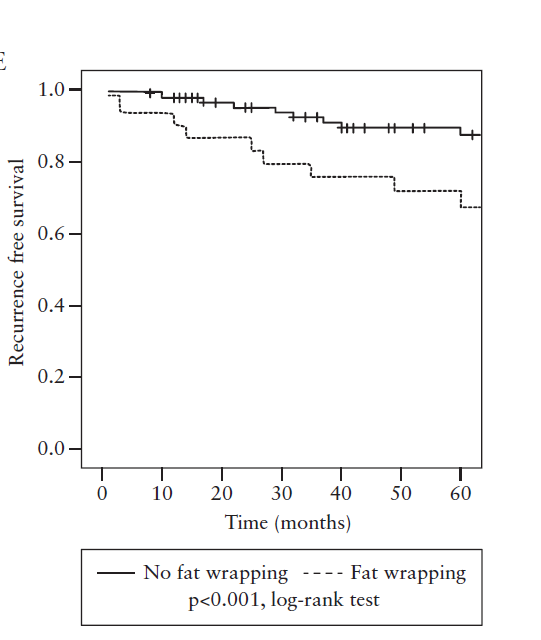 E
Recurrence free survival
1.0
0.8
0.6
0.4
0.2
0.0
0 10 20 30 40 50 60
Time (months)
No fat wrapping Fat wrapping
p<0.001, log-rank test